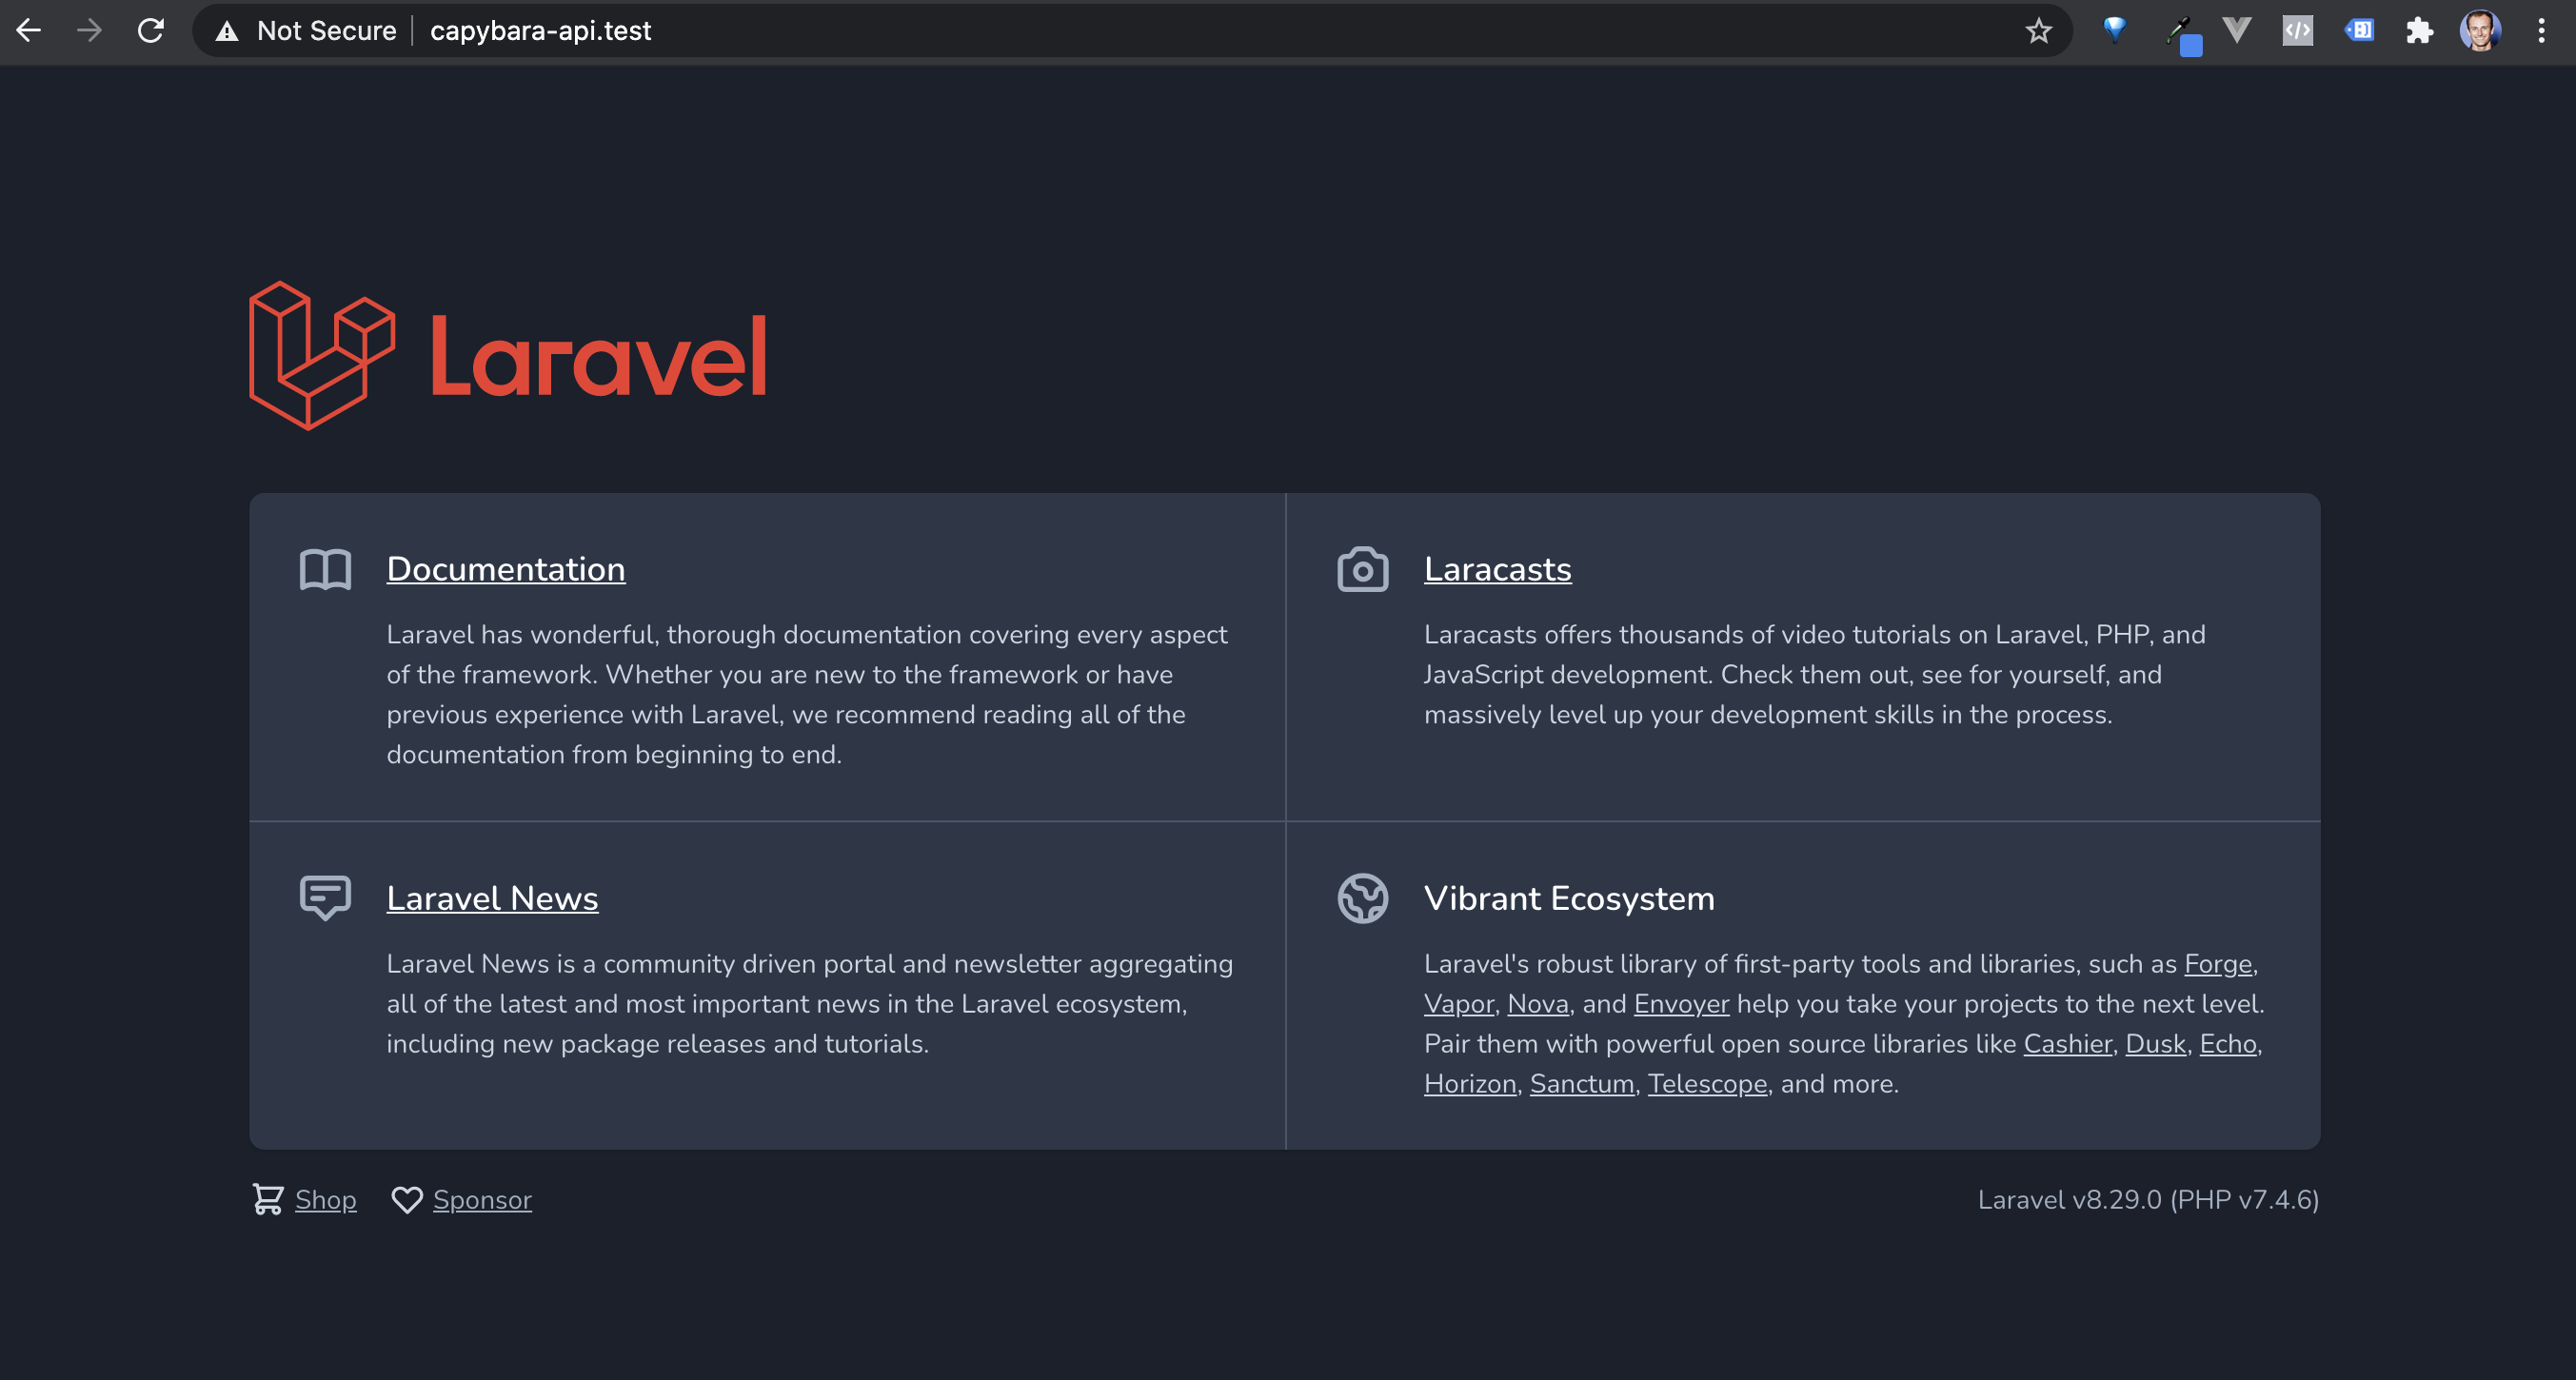 Not Secure capybara-api.test
Laravel
Documentation
Laravel has wonderful, thorough documentation covering every aspect
of the framework. Whether you are new to the framework or have
previous experience with Laravel, we recommend reading all of the
documentation from beginning to end.
Laracasts
Laracasts offers thousands of video tutorials on Laravel, PHP, and
JavaScript development. Check them out, see for yourself, and
massively level up your development skills in the process.
Laravel News
Laravel News is a community driven portal and newsletter aggregating
all of the latest and most important news in the Laravel ecosystem,
including new package releases and tutorials.
Vibrant Ecosystem
Laravel's robust library of first-party tools and libraries, such as Forge,
Vapor, Nova, and Envoyer help you take your projects to the next level.
Pair them with powerful open source libraries like Cashier, Dusk, Echo,
Horizon, Sanctum, Telescope, and more.
Shop Sponsor
Laravel v8.29.0 (PHP v7.4.6)